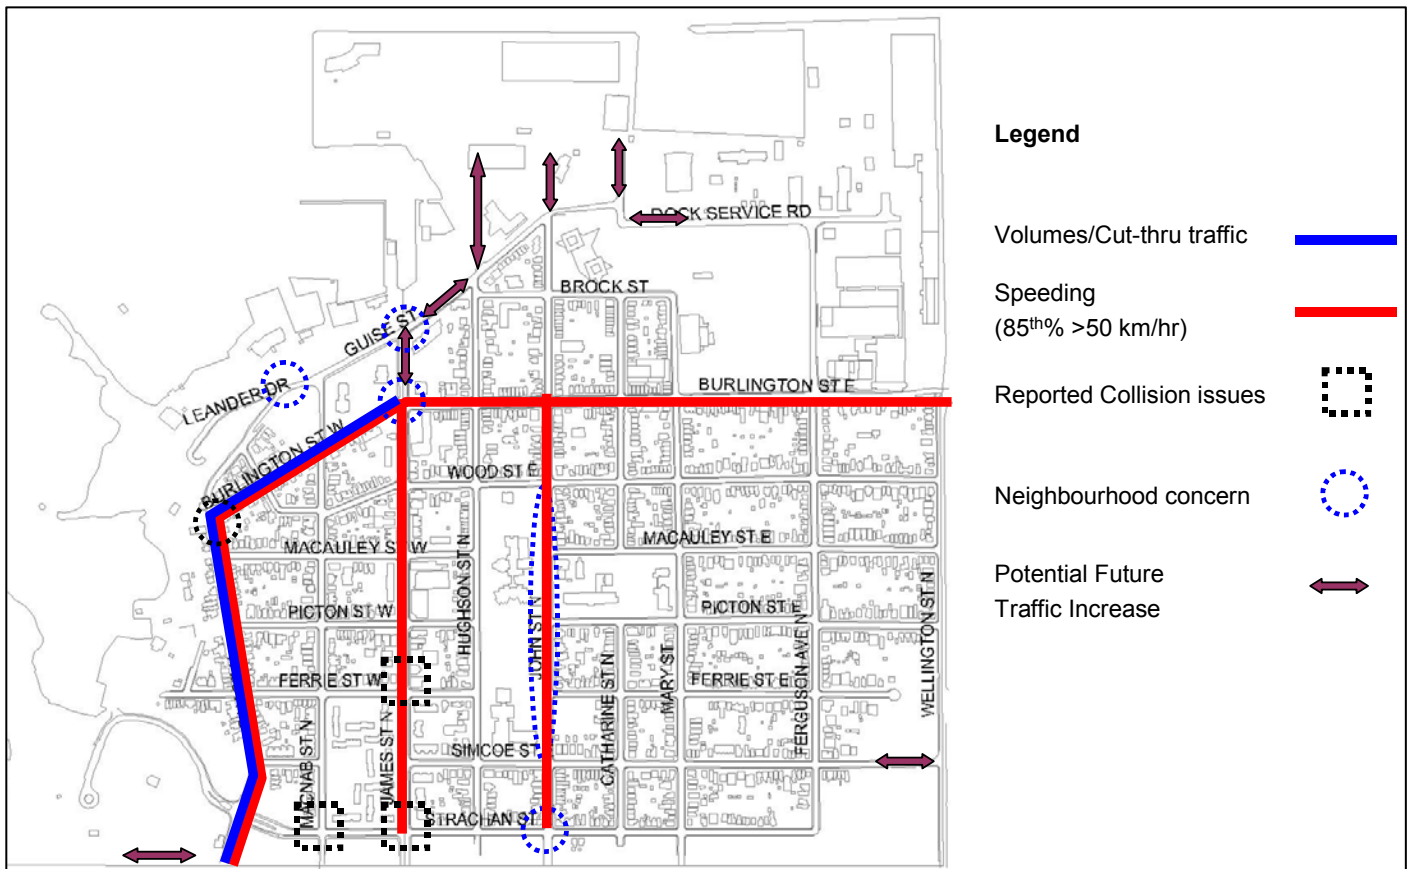 Legend
Volumes/Cut-thru traffic
Speeding
(85th% >50 km/hr)
Reported Collision issues
Neighbourhood concern
Potential Future
Traffic Increase
DOCK SERVICE RD
BROCK ST
GUISE ST
LEANDER DR
BURLINGTON ST E
BURLINGTON ST W
WOOD ST E
MACAULEY ST W
MACAULEY ST E
PICTON ST W
PICTON ST E
FERRIE ST W
FERRIE ST E
SIMCOE ST
STRACHAN ST
MACNAB ST N
JAMES ST N
HUGHSON ST N
JOHN ST N
CATHARINE ST N
MARY ST
FERGUSON AVE N
WELLINGTON ST N